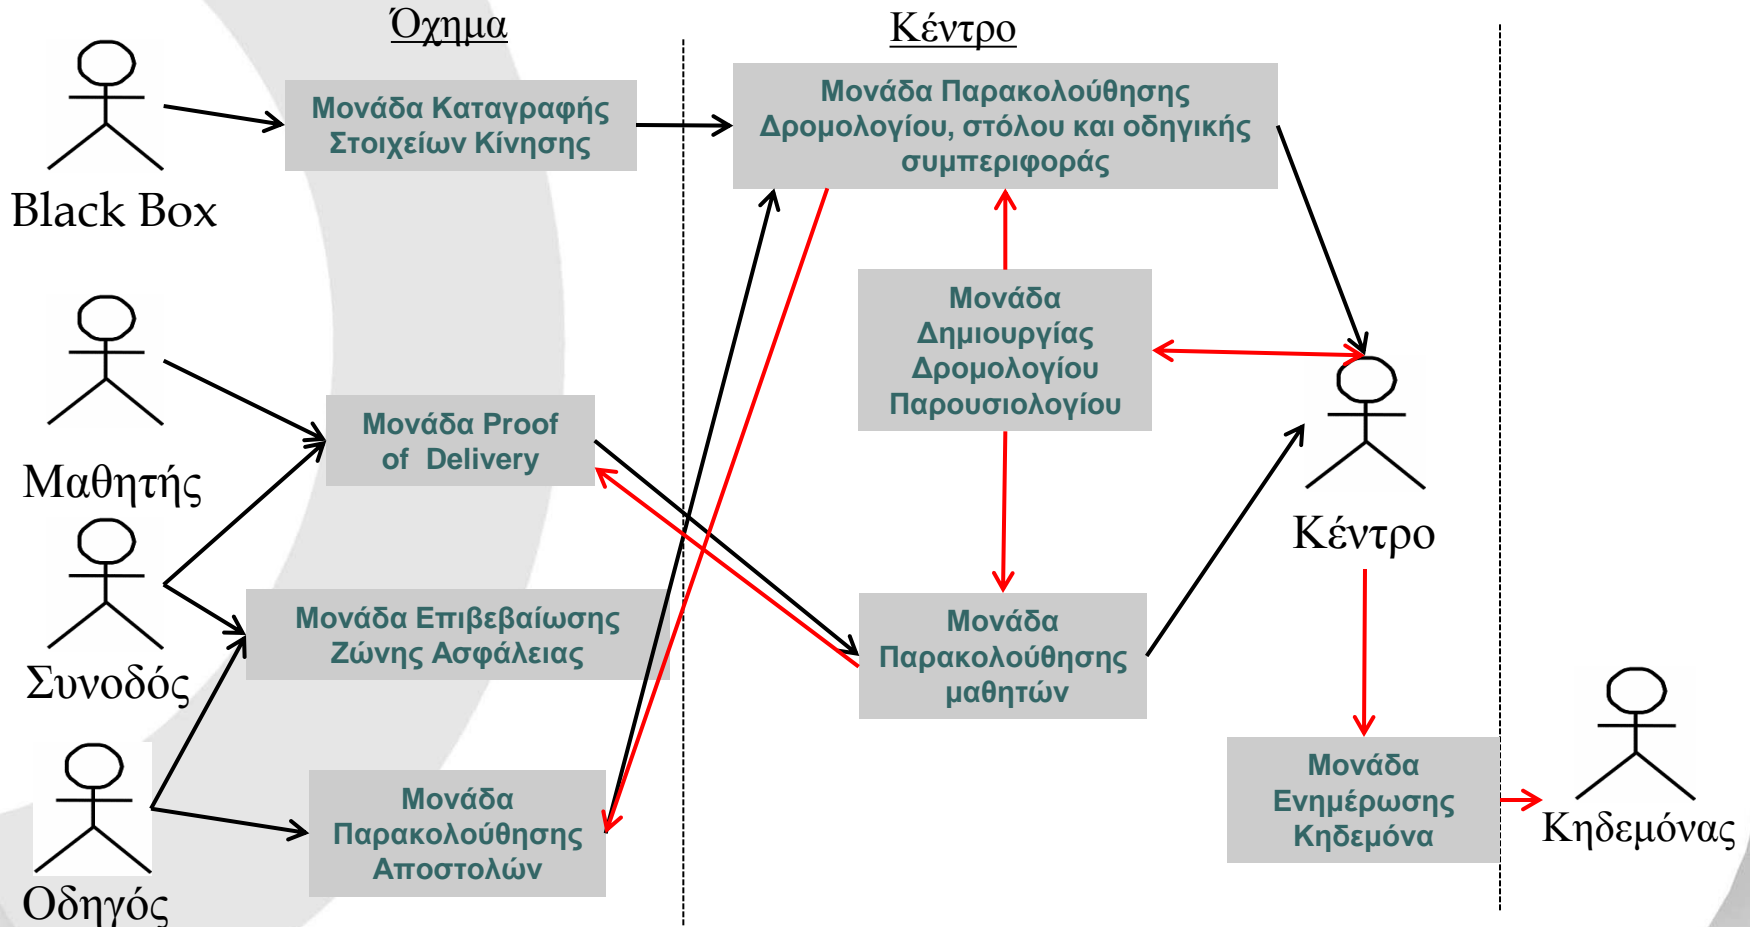 Όχημα
Κέντρο
Black Box
Μονάδα Καταγραφής
Στοιχείων Κίνησης
Μονάδα Παρακολούθησης
Δρομολογίου, στόλου και οδηγικής
συμπεριφοράς
Μαθητής
Μονάδα Proof
of Delivery
Μονάδα
Δημιουργίας
Δρομολογίου
Παρουσιολογίου
Κέντρο
Συνοδός
Μονάδα Επιβεβαίωσης
Ζώνης Ασφάλειας
Μονάδα
Παρακολούθησης
μαθητών
Οδηγός
Μονάδα
Παρακολούθησης
Αποστολών
Μονάδα
Ενημέρωσης
Κηδεμόνα
Κηδεμόνας